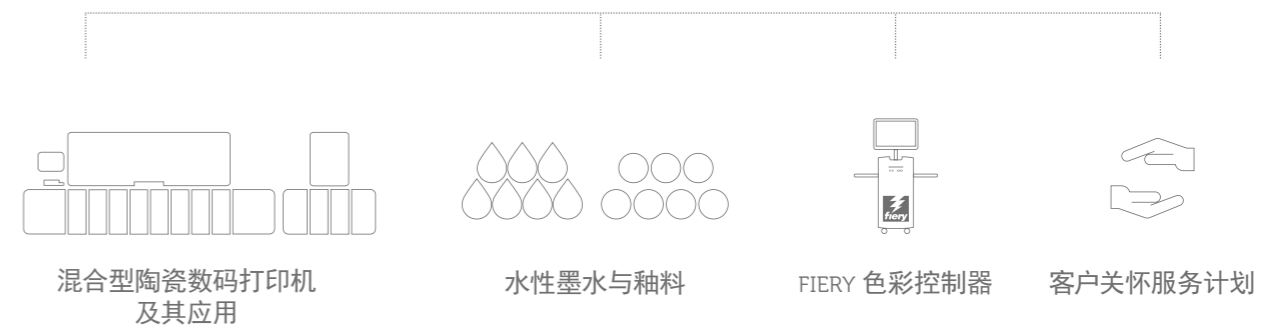 fiery
混合型陶瓷数码打印机
及其应用
水性墨水与釉料
FIERY 色彩控制器
客户关怀服务计划